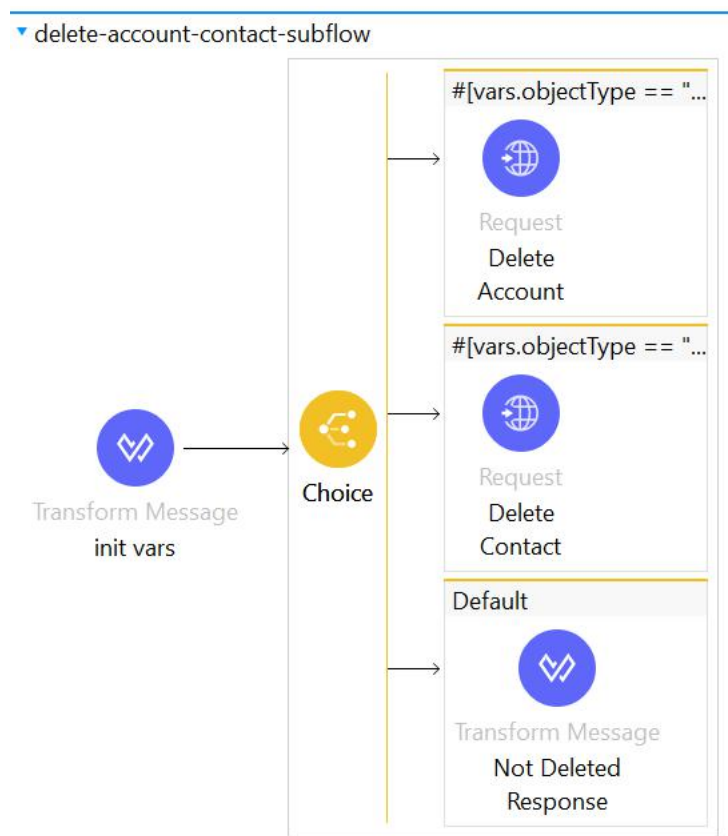 delete-account-contact-subflow
#[vars.objectType == "...
Request
Delete
Account
#[vars.objectType == "...
Request
Delete
Contact
Transform Message
init vars
Choice
Default
Transform Message
Not Deleted
Response